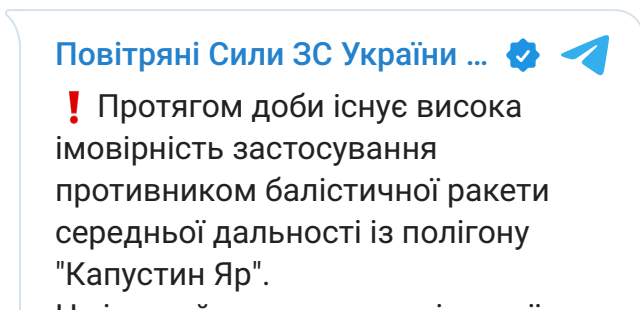 Повітряні Сили ЗС України ...
❗ Протягом доби існує висока
імовірність застосування
противником балістичної ракети
середньої дальності із полігону
"Капустин Яр".